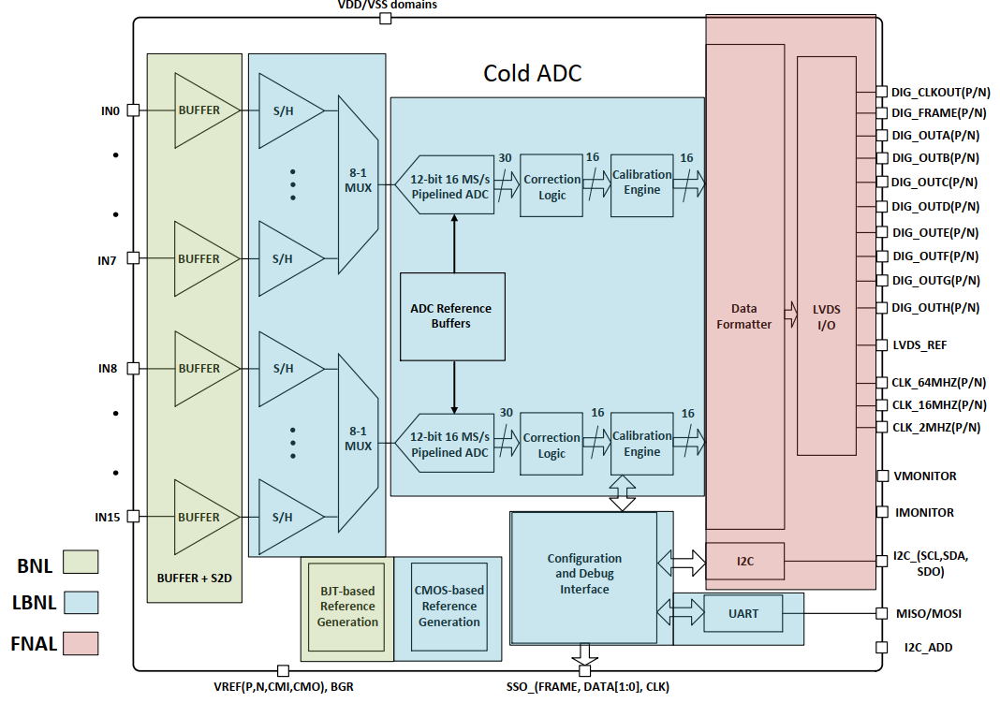 VDD/VSS domains
Cold ADC
IN0
BUFFER
S/H
8-1
MUX
12-bit 16 MS/s
Pipelined ADC
30
Correction
Logic
16
Calibration
Engine
16
IN7
BUFFER
S/H
ADC Reference
Buffers
IN8
BUFFER
S/H
8-1
MUX
12-bit 16 MS/s
Pipelined ADC
30
Correction
Logic
16
Calibration
Engine
16
IN15
BUFFER
S/H
BUFFER + S2D
Data
Formatter
LVDS
I/O
DIG_CLKOUT(P/N)
DIG_FRAME(P/N)
DIG_OUTA(P/N)
DIG_OUTB(P/N)
DIG_OUTC(P/N)
DIG_OUTD(P/N)
DIG_OUTE(P/N)
DIG_OUTF(P/N)
DIG_OUTG(P/N)
DIG_OUTH(P/N)
LVDS_REF
CLK_64MHZ(P/N)
CLK_16MHZ(P/N)
CLK_2MHZ(P/N)
VMONITOR
IMONITOR
I2C_(SCL,SDA,
SDO)
MISO/MOSI
I2C_ADD
BNL
LBNL
FNAL
BJT-based
Reference
Generation
CMOS-based
Reference
Generation
Configuration
and Debug
Interface
I2C
UART
VREF(P,N,CMI,CMO), BGR
SSO_(FRAME, DATA[1:0], CLK)